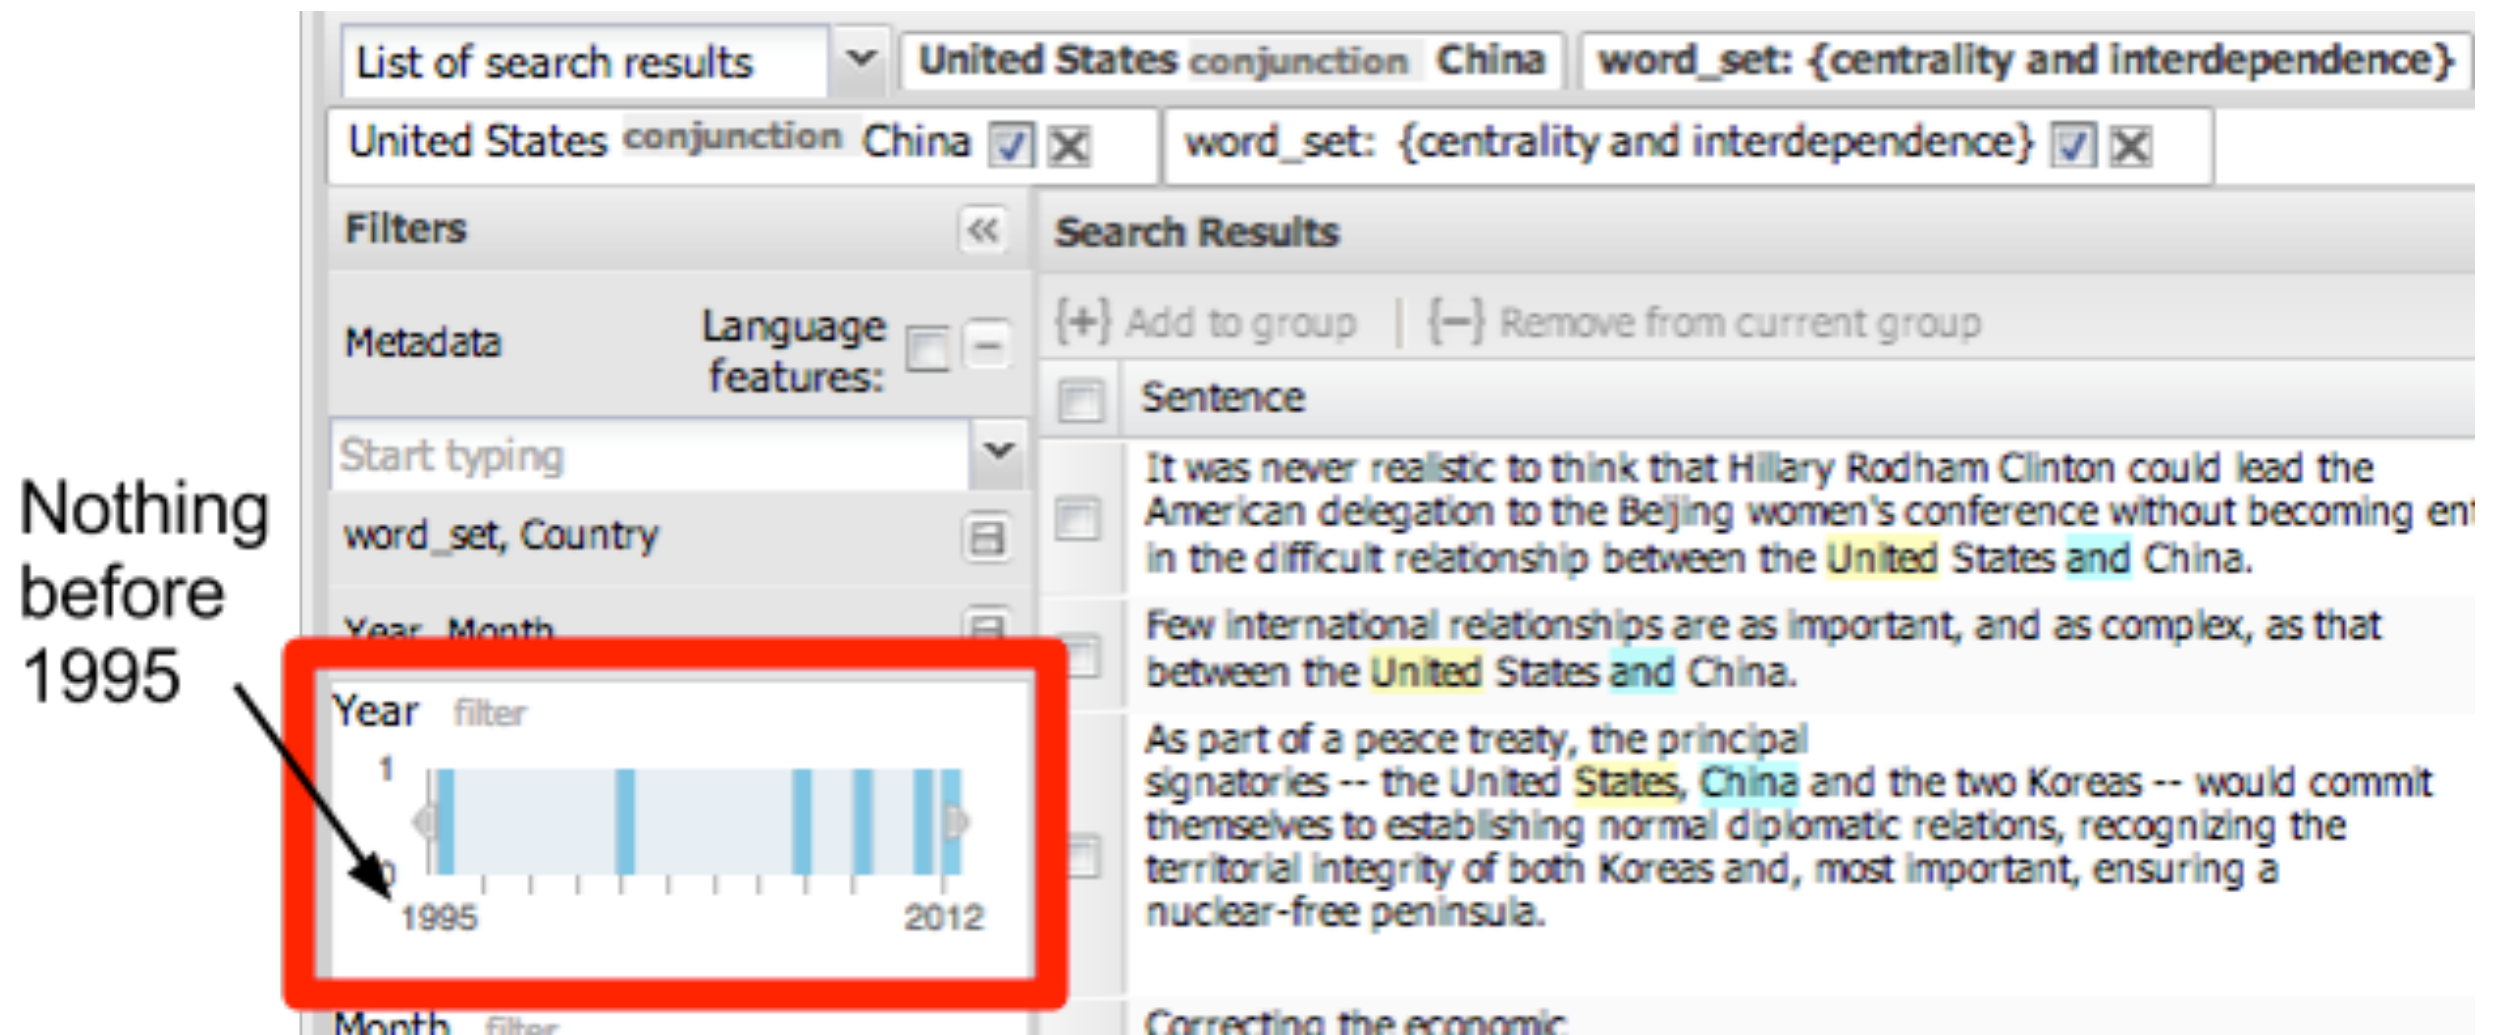 List of search results United States conjunction China word_set: {centrality and interdependence}
United States conjunction China word_set: {centrality and interdependence}
Filters
Metadata Language features:
Start typing
word_set, Country
Year, Month
Nothing
before
1995
Year filter
1
0
1995 2012
Month filter
Search Results
{+} Add to group | {−} Remove from current group
Sentence
It was never realistic to think that Hillary Rodham Clinton could lead the
American delegation to the Beijing women's conference without becoming
in the difficult relationship between the United States and China.
Few international relationships are as important, and as complex, as that
between the United States and China.
As part of a peace treaty, the principal
signatories -- the United States, China and the two Koreas -- would commit
themselves to establishing normal diplomatic relations, recognizing the
territorial integrity of both Koreas and, most important, ensuring a
nuclear-free peninsula.
Correcting the economic